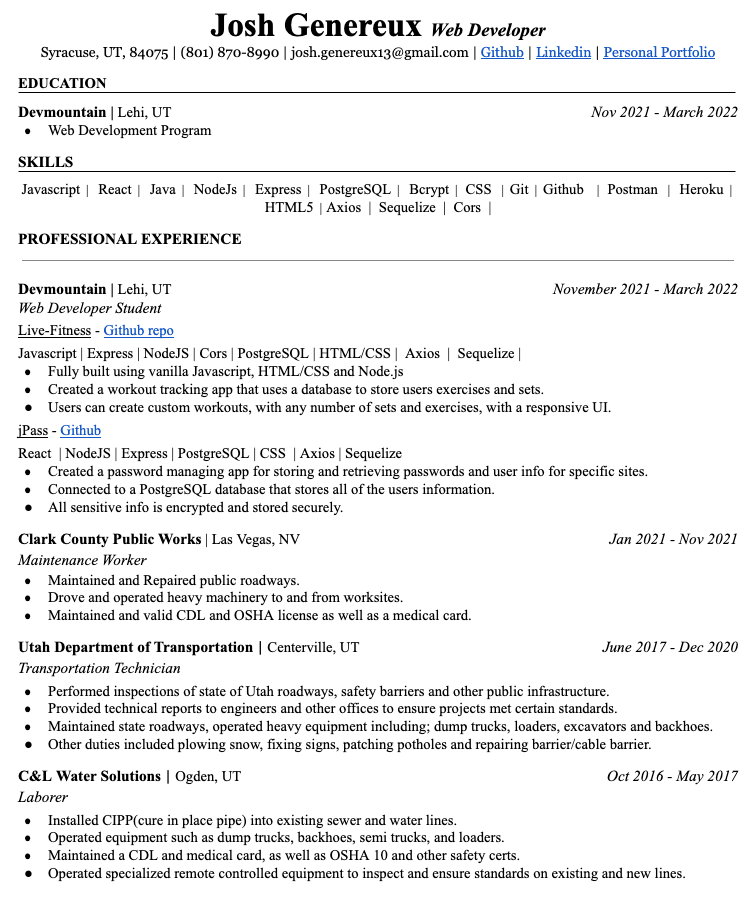 Josh Genereux Web Developer
Syracuse, UT, 84075 | (801) 870-8990 | josh.genereux13@gmail.com | Github | Linkedin | Personal Portfolio
EDUCATION
Devmountain | Lehi, UT Nov 2021 - March 2022
● Web Development Program
SKILLS
Javascript | React | Java | NodeJs | Express | PostgreSQL | Bcrypt | CSS | Git | Github | Postman | Heroku |
HTML5 | Axios | Sequelize | Cors |
PROFESSIONAL EXPERIENCE
Devmountain | Lehi, UT November 2021 - March 2022
Web Developer Student
Live-Fitness - Github repo
Javascript | Express | NodeJS | Cors | PostgreSQL | HTML/CSS | Axios | Sequelize |
● Fully built using vanilla Javascript, HTML/CSS and Node.js
● Created a workout tracking app that uses a database to store users exercises and sets.
● Users can create custom workouts, with any number of sets and exercises, with a responsive UI.
jPass - Github
React | NodeJS | Express | PostgreSQL | CSS | Axios | Sequelize
● Created a password managing app for storing and retrieving passwords and user info for specific sites.
● Connected to a PostgreSQL database that stores all of the users information.
● All sensitive info is encrypted and stored securely.
Clark County Public Works | Las Vegas, NV Jan 2021 - Nov 2021
Maintenance Worker
● Maintained and Repaired public roadways.
● Drove and operated heavy machinery to and from worksites.
● Maintained and valid CDL and OSHA license as well as a medical card.
Utah Department of Transportation | Centerville, UT June 2017 - Dec 2020
Transportation Technician
● Performed inspections of state of Utah roadways, safety barriers and other public infrastructure.
● Provided technical reports to engineers and other offices to ensure projects met certain standards.
● Maintained state roadways, operated heavy equipment including; dump trucks, loaders, excavators and backhoes.
● Other duties included plowing snow, fixing signs, patching potholes and repairing barrier/cable barrier.
C&L Water Solutions | Ogden, UT Oct 2016 - May 2017
Laborer
● Installed CIPP(cure in place pipe) into existing sewer and water lines.
● Operated equipment such as dump trucks, backhoes, semi trucks, and loaders.
● Maintained a CDL and medical card, as well as OSHA 10 and other safety certs.
● Operated specialized remote controlled equipment to inspect and ensure standards on existing and new lines.